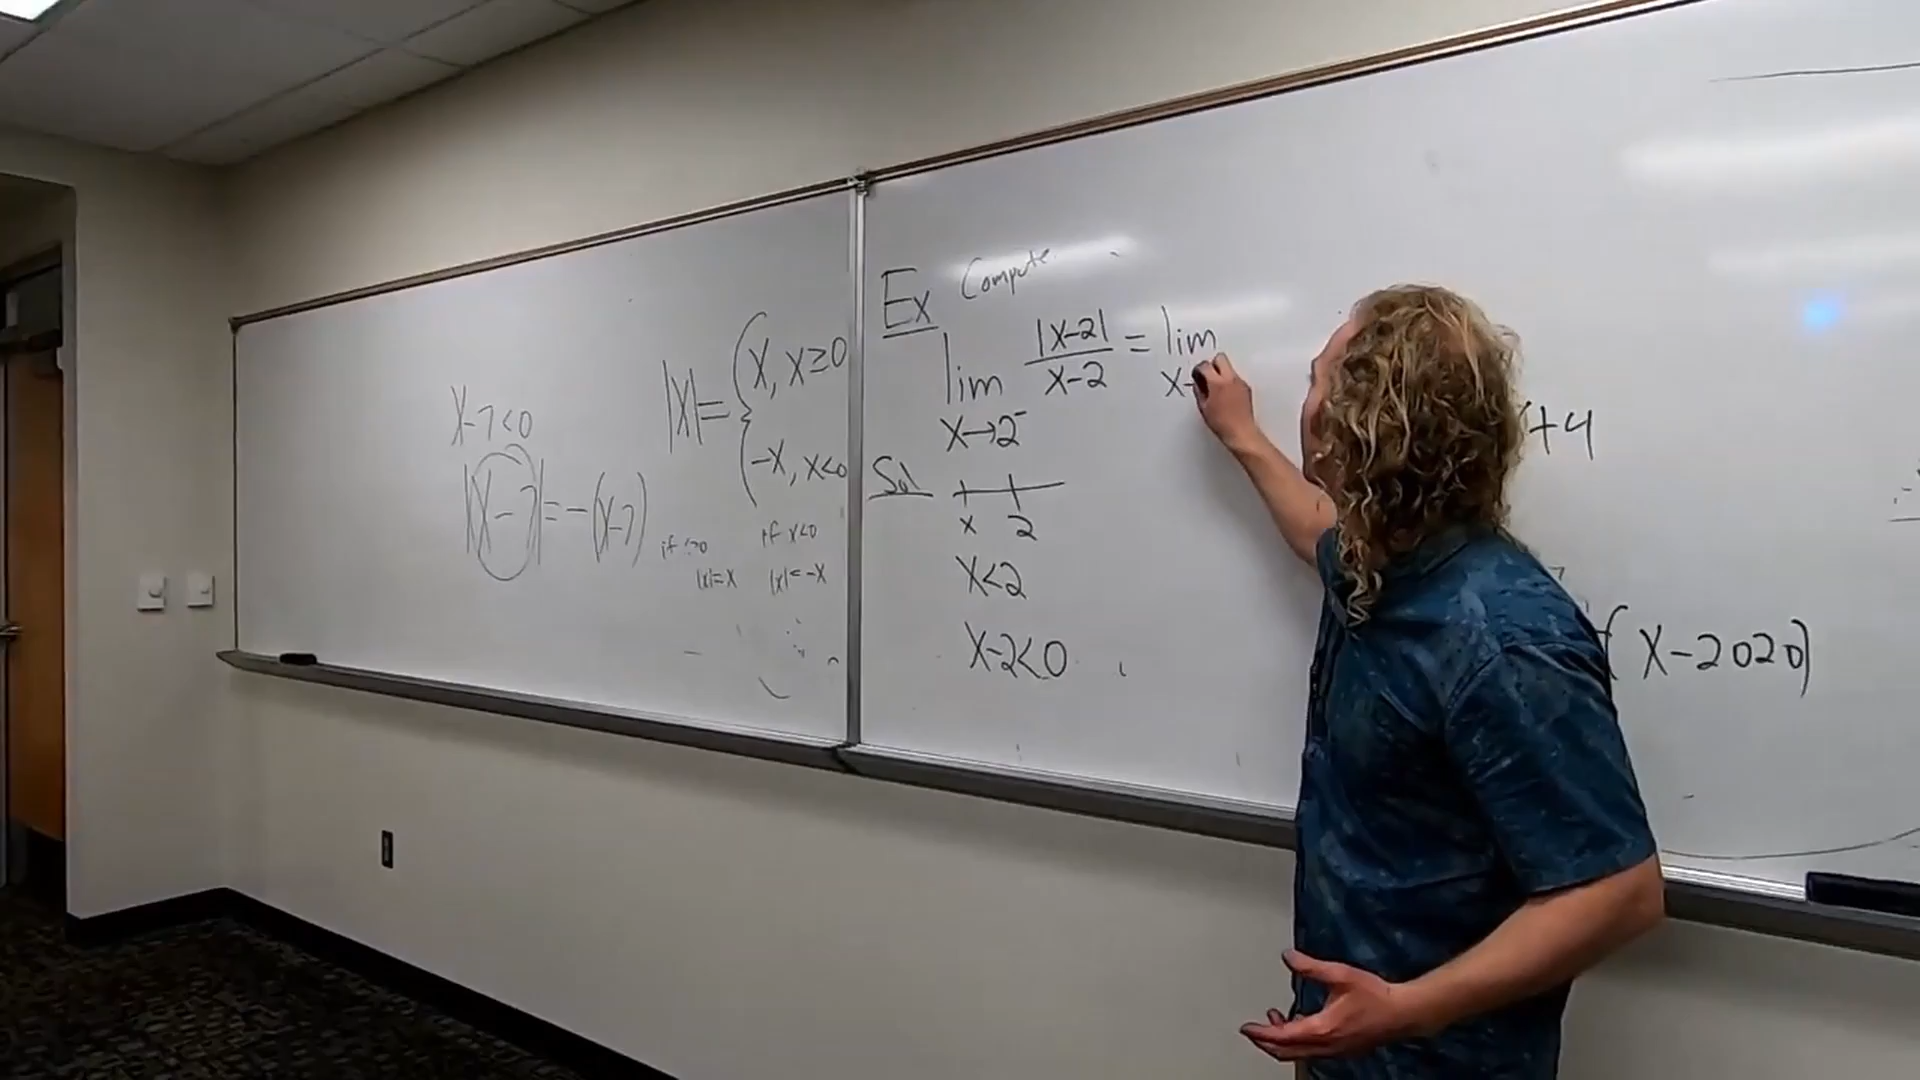 x-7<0
|x-7|=-(x-7)
|x|={x, x≥0
-x, x<0
if ≥0 if x<0
|x|=x |x|=-x
Ex Compute
lim |x-2|/x-2 = lim
x→2⁻ x-
Sol
x 2
x<2
x-2<0
+4
(x-2020)